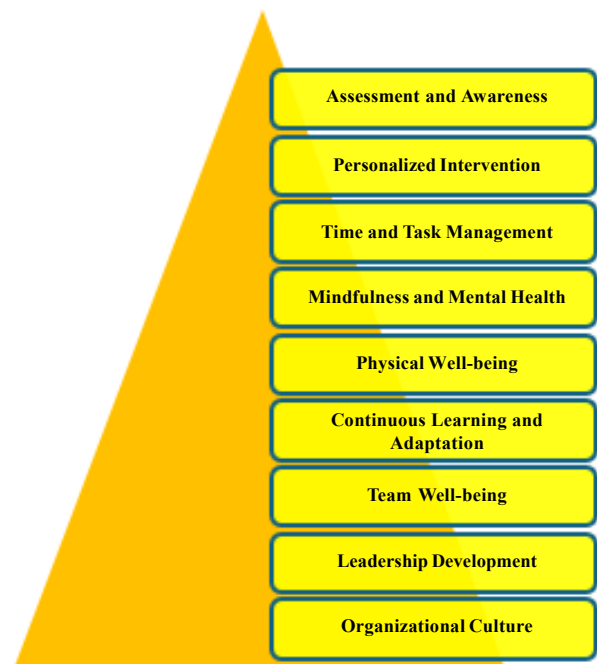 Assessment and Awareness
Personalized Intervention
Time and Task Management
Mindfulness and Mental Health
Physical Well-being
Continuous Learning and
Adaptation
Team Well-being
Leadership Development
Organizational Culture